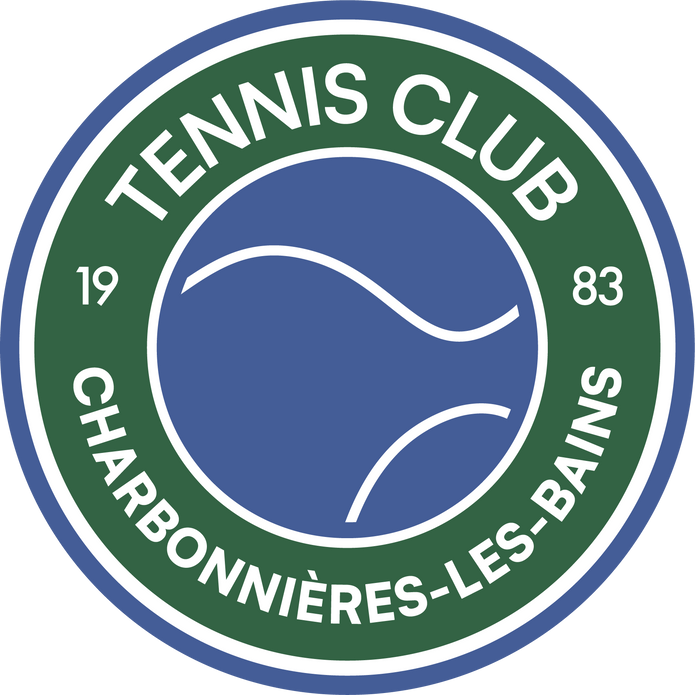 TENNIS CLUB
19 83
CHARBONNIÈRES-LES-BAINS